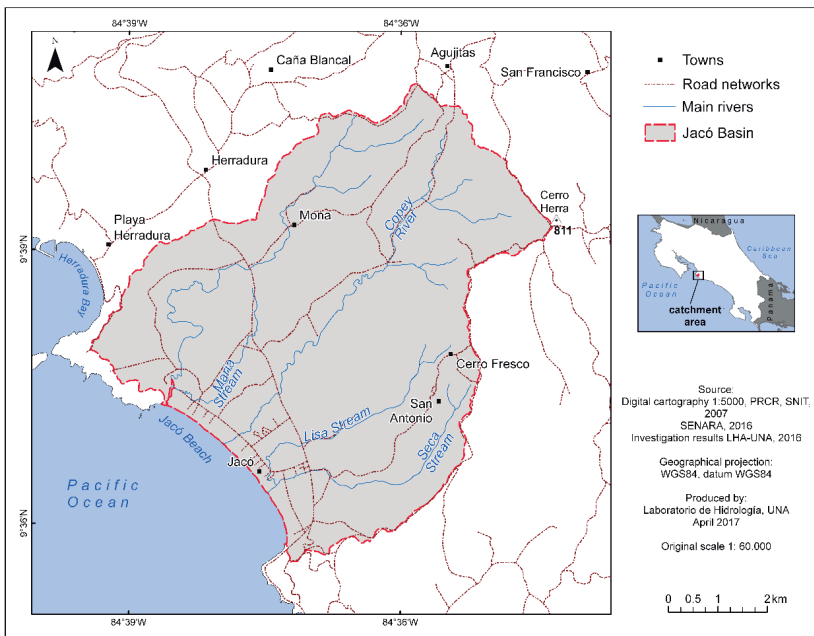 84°39'W
84°36'W
Caña Blancal
Agujitas
San Francisco
Herradura
Playa
Herradura
Mona
Copey
River
Cerro
Herra
811
9°39'N
9°39'N
Herradura Bay
Maria
Stream
Cerro Fresco
San
Antonio
Lisa Stream
Seca
Stream
Jacó Beach
Jacó
Pacific
Ocean
9°36'N
9°36'N
84°39'W
84°36'W
N
Towns
Road networks
Main rivers
Jacó Basin
Nicaragua
Caribbean
Sea
Pacific
Ocean
Panama
catchment
area
Source:
Digital cartography 1:5000, PRCR, SNIT,
2007
SENARA, 2016
Investigation results LHA-UNA, 2016
Geographical projection:
WGS84, datum WGS84
Produced by:
Laboratorio de Hidrología, UNA
April 2017
Original scale 1: 60.000
0 0.5 1 2 km